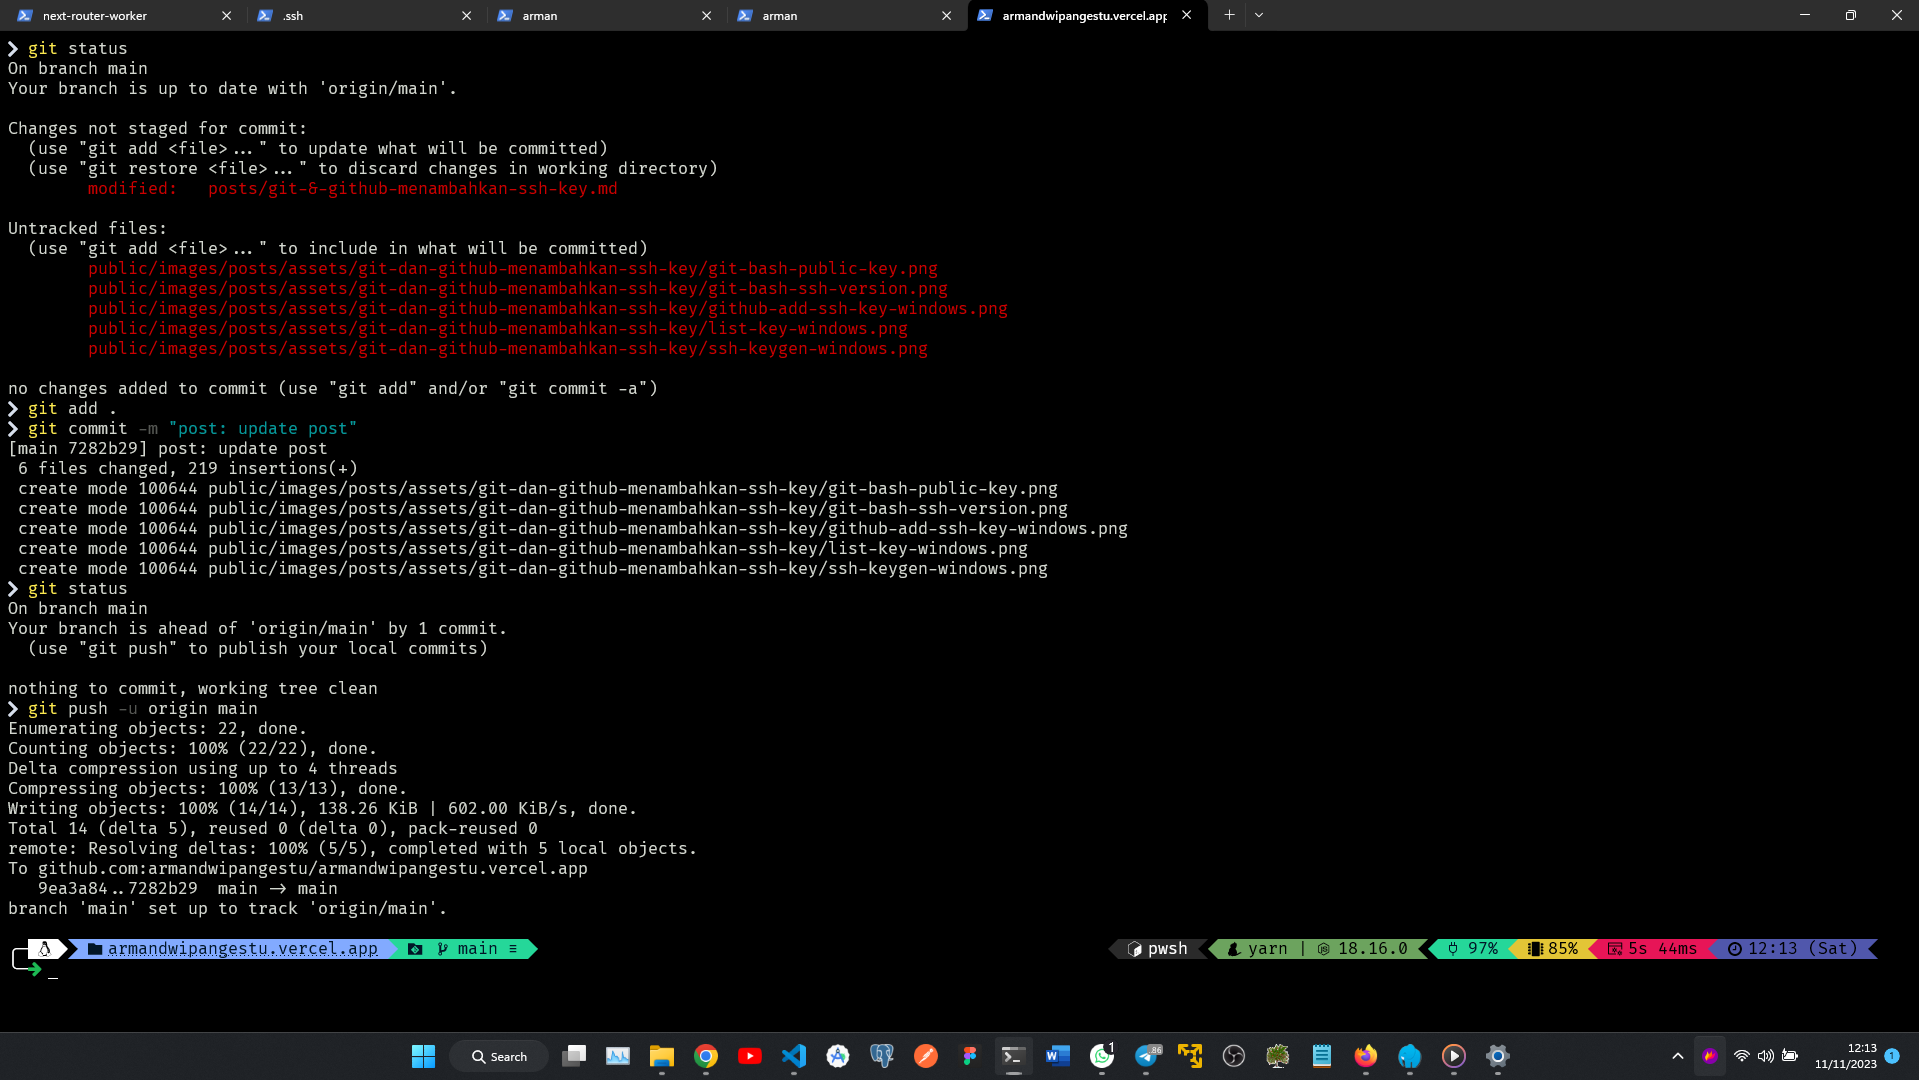 next-router-worker
.ssh
arman
arman
armandwipangestu.vercel.app
❯ git status
On branch main
Your branch is up to date with 'origin/main'.
Changes not staged for commit:
(use "git add <file>..." to update what will be committed)
(use "git restore <file>..." to discard changes in working directory)
modified:   posts/git-&-github-menambahkan-ssh-key.md
Untracked files:
(use "git add <file>..." to include in what will be committed)
public/images/posts/assets/git-dan-github-menambahkan-ssh-key/git-bash-public-key.png
public/images/posts/assets/git-dan-github-menambahkan-ssh-key/git-bash-ssh-version.png
public/images/posts/assets/git-dan-github-menambahkan-ssh-key/github-add-ssh-key-windows.png
public/images/posts/assets/git-dan-github-menambahkan-ssh-key/list-key-windows.png
public/images/posts/assets/git-dan-github-menambahkan-ssh-key/ssh-keygen-windows.png
no changes added to commit (use "git add" and/or "git commit -a")
❯ git add .
❯ git commit -m "post: update post"
[main 7282b29] post: update post
6 files changed, 219 insertions(+)
create mode 100644 public/images/posts/assets/git-dan-github-menambahkan-ssh-key/git-bash-public-key.png
create mode 100644 public/images/posts/assets/git-dan-github-menambahkan-ssh-key/git-bash-ssh-version.png
create mode 100644 public/images/posts/assets/git-dan-github-menambahkan-ssh-key/github-add-ssh-key-windows.png
create mode 100644 public/images/posts/assets/git-dan-github-menambahkan-ssh-key/list-key-windows.png
create mode 100644 public/images/posts/assets/git-dan-github-menambahkan-ssh-key/ssh-keygen-windows.png
❯ git status
On branch main
Your branch is ahead of 'origin/main' by 1 commit.
(use "git push" to publish your local commits)
nothing to commit, working tree clean
❯ git push -u origin main
Enumerating objects: 22, done.
Counting objects: 100% (22/22), done.
Delta compression using up to 4 threads
Compressing objects: 100% (13/13), done.
Writing objects: 100% (14/14), 138.26 KiB | 602.00 KiB/s, done.
Total 14 (delta 5), reused 0 (delta 0), pack-reused 0
remote: Resolving deltas: 100% (5/5), completed with 5 local objects.
To github.com:armandwipangestu/armandwipangestu.vercel.app
9ea3a84..7282b29  main -> main
branch 'main' set up to track 'origin/main'.
armandwipangestu.vercel.app main ≡ pwsh yarn | 18.16.0 97% 85% 5s 44ms 12:13 (Sat)
Search
1
86
12:13
11/11/2023
1